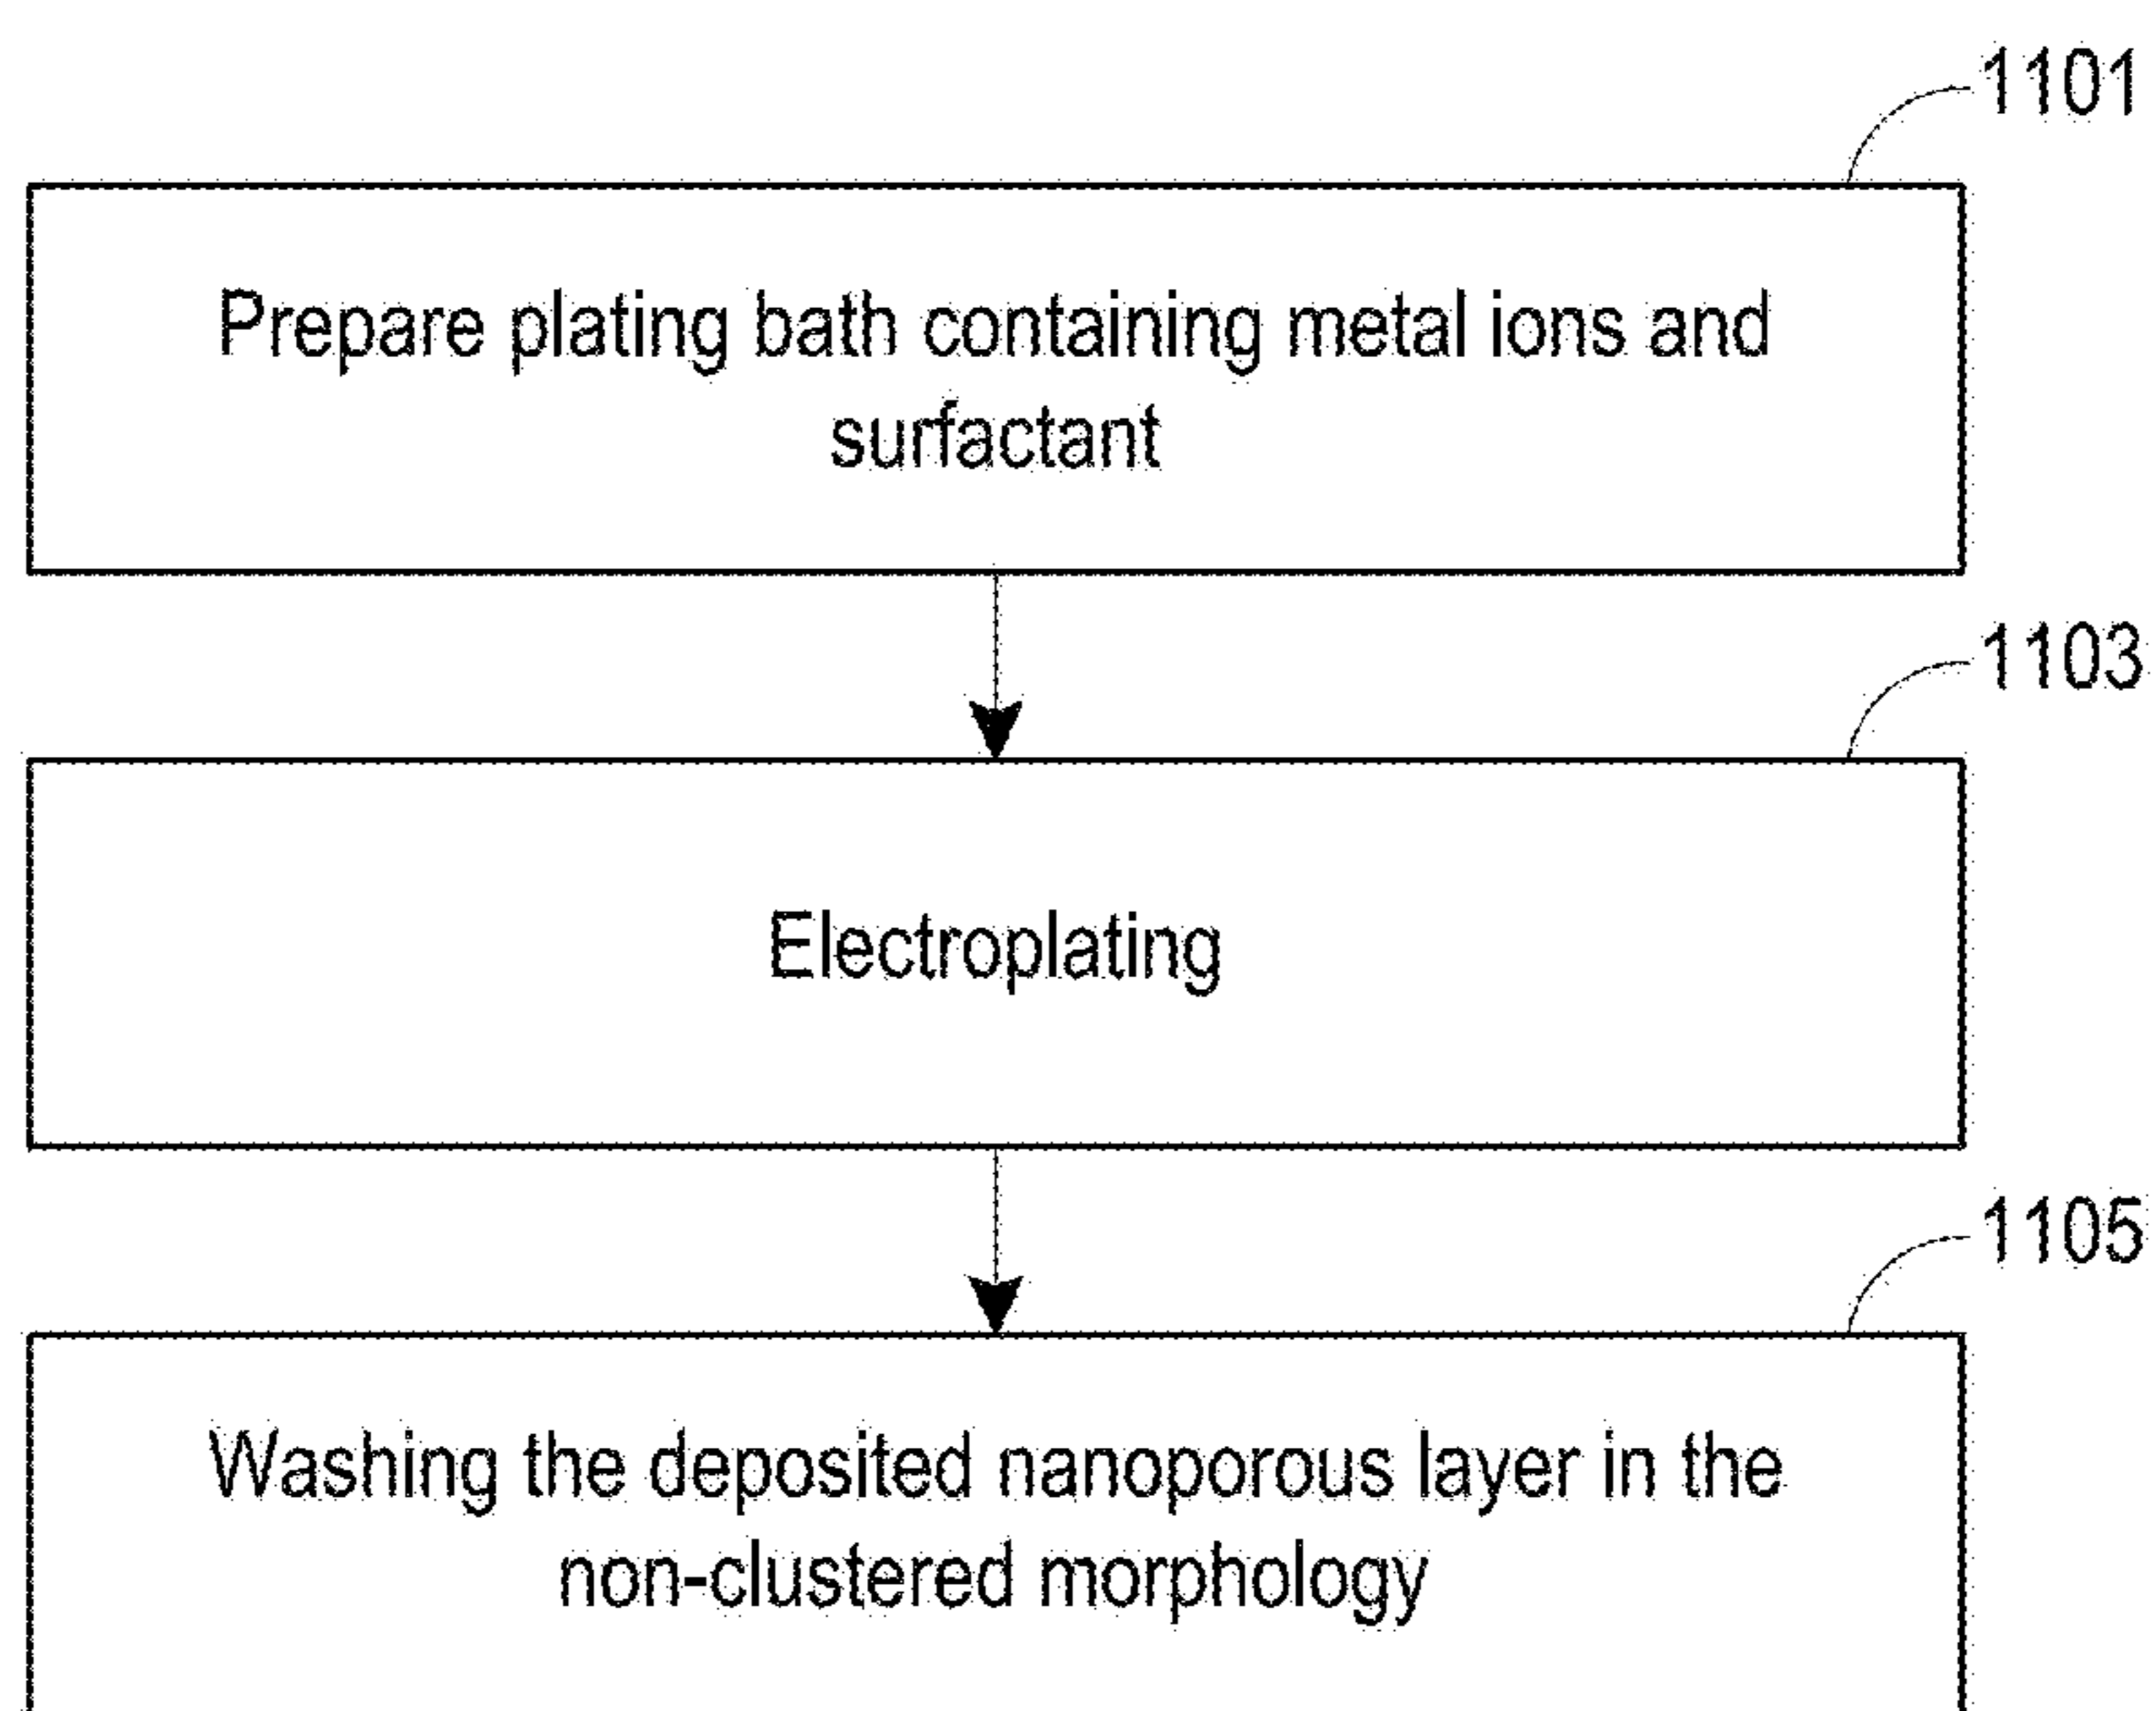 1101
Prepare plating bath containing metal ions and
surfactant
1103
Electroplating
1105
Washing the deposited nanoporous layer in the
non-clustered morphology